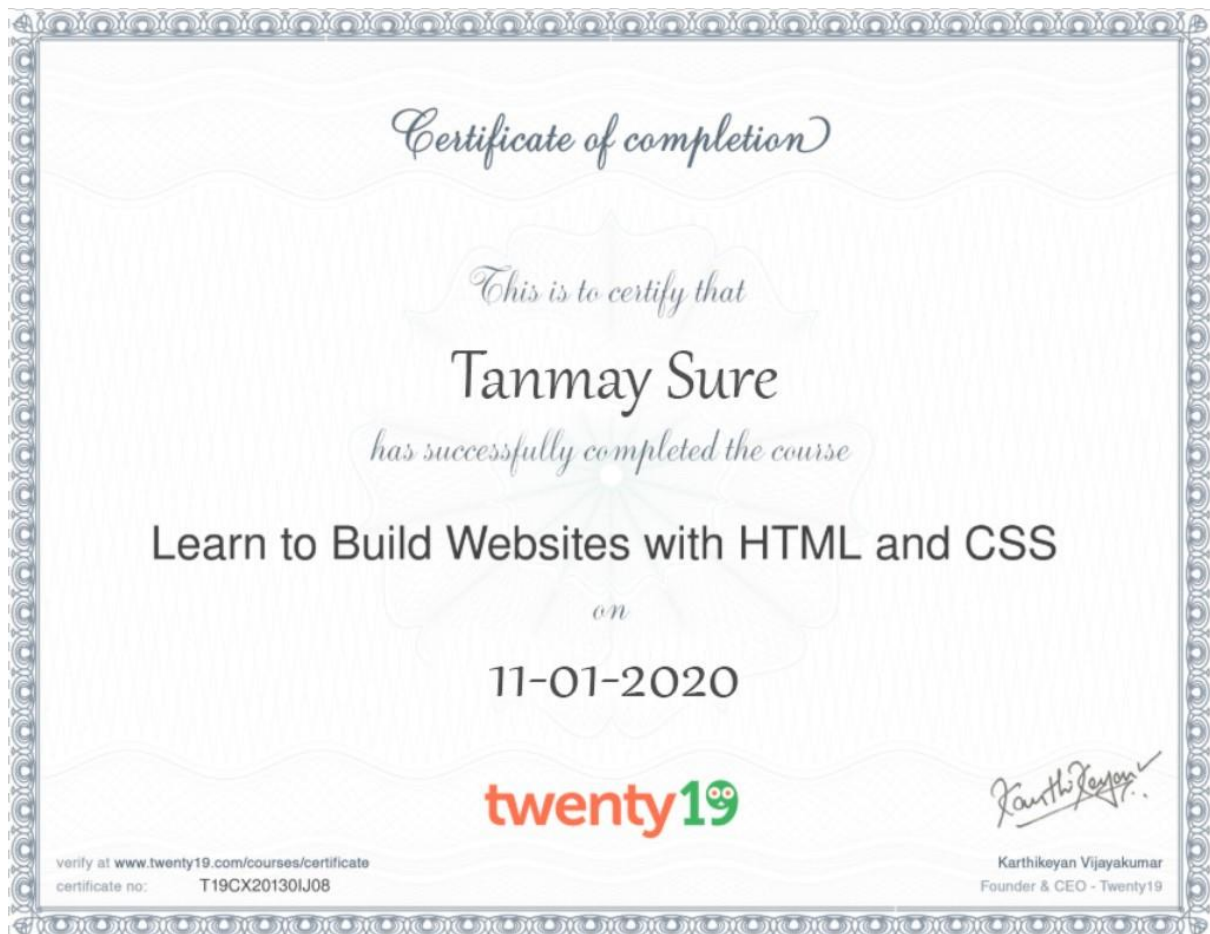 Certificate of completion
This is to certify that
Tanmay Sure
has successfully completed the course
Learn to Build Websites with HTML and CSS
on
11-01-2020
twenty19
Karthikeyan
verify at www.twenty19.com/courses/certificate
certificate no: T19CX20130IJ08
Karthikeyan Vijayakumar
Founder & CEO - Twenty19